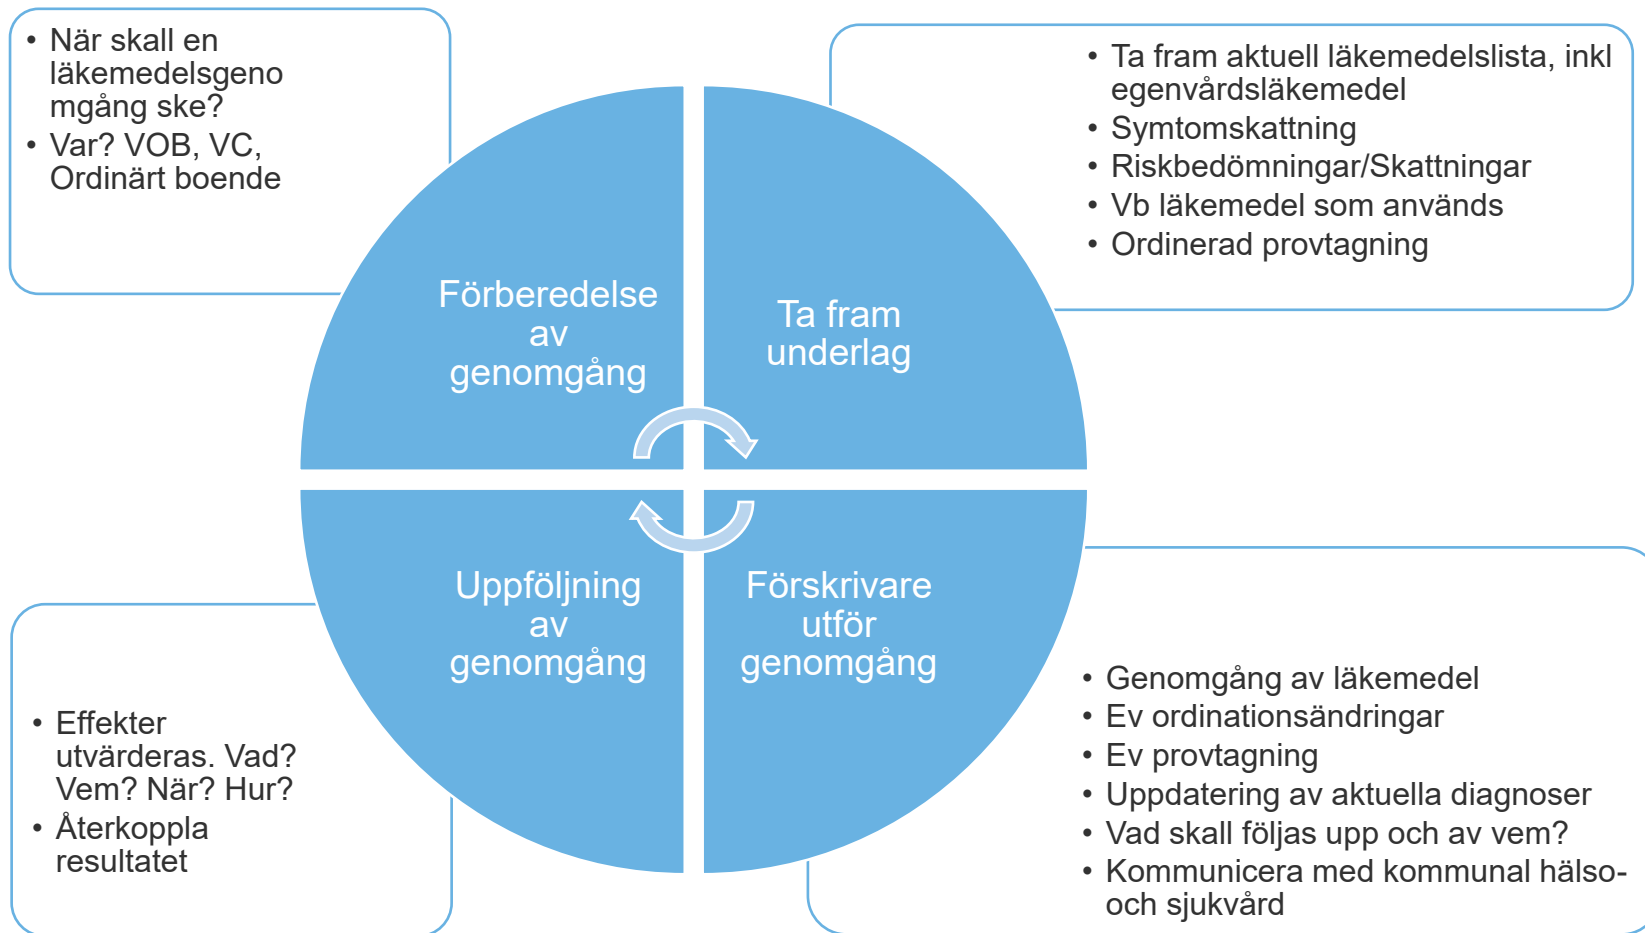 • När skall en
läkemedelsgeno
mgång ske?
• Var? VOB, VC,
Ordinärt boende
• Ta fram aktuell läkemedelslista, inkl
egenvårdsläkemedel
• Symtomskattning
• Riskbedömningar/Skattningar
• Vb läkemedel som används
• Ordinerad provtagning
Förberedelse
av
genomgång
Ta fram
underlag
Uppföljning
av
genomgång
Förskrivare
utför
genomgång
• Effekter
utvärderas. Vad?
Vem? När? Hur?
• Återkoppla
resultatet
• Genomgång av läkemedel
• Ev ordinationsändringar
• Ev provtagning
• Uppdatering av aktuella diagnoser
• Vad skall följas upp och av vem?
• Kommunicera med kommunal hälso-
och sjukvård